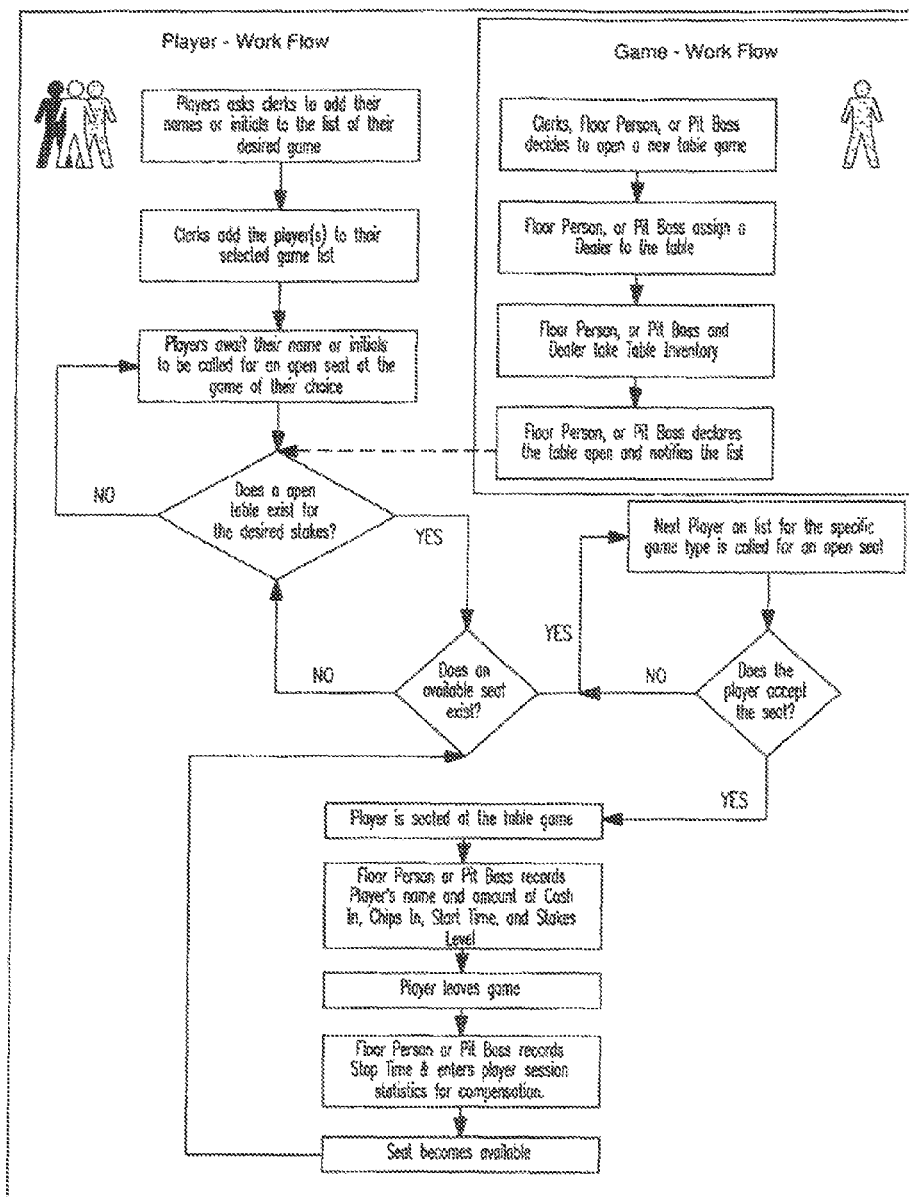 Player - Work Flow
Players asks clerks to add their
names or initials to the list of their
desired game
Clerks add the player(s) to their
selected game list
Players await their name or initials
to be called for an open seat at the
game of their choice
Does a open
table exist for
the desired stakes?
NO
YES
Game - Work Flow
Clerks, Floor Person, or Pit Boss
decides to open a new table game
Floor Person, or Pit Boss assign a
Dealer to the table
Floor Person, or Pit Boss and
Dealer take Table Inventory
Floor Person, or Pit Boss declares
the table open and notifies the list
Next Player on list for the specific
game type is called for an open seat
Does an
available seat
exist?
NO
YES
Does the
player accept
the seat?
NO
YES
Player is seated at the table game
Floor Person or Pit Boss records
Player's name and amount of Cash
In, Chips In, Start Time, and Stakes
Level
Player leaves game
Floor Person or Pit Boss records
Stop Time & enters player session
statistics for compensation.
Seat becomes available